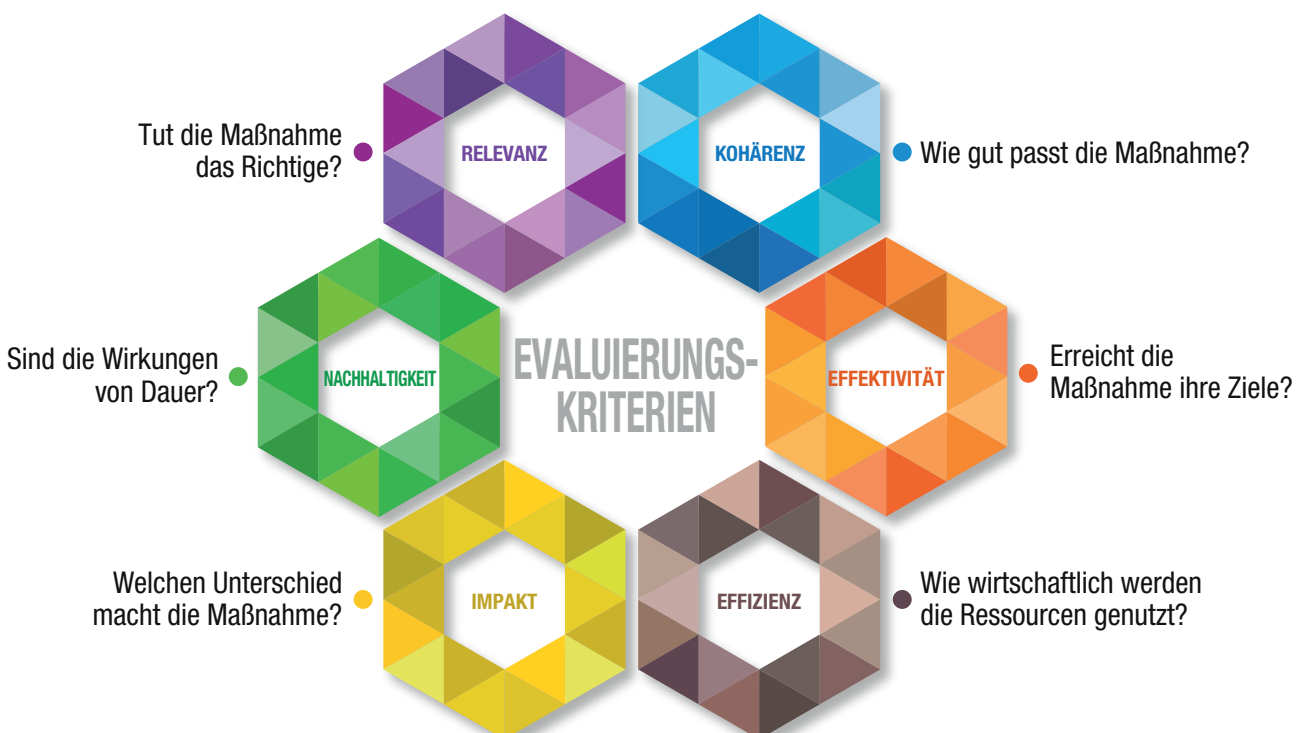 Tut die Maßnahme
das Richtige?
RELEVANZ
KOHÄRENZ
Wie gut passt die Maßnahme?
Sind die Wirkungen
von Dauer?
NACHHALTIGKEIT
EVALUIERUNGS-
KRITERIEN
EFFEKTIVITÄT
Erreicht die
Maßnahme ihre Ziele?
Welchen Unterschied
macht die Maßnahme?
IMPAKT
EFFIZIENZ
Wie wirtschaftlich werden
die Ressourcen genutzt?